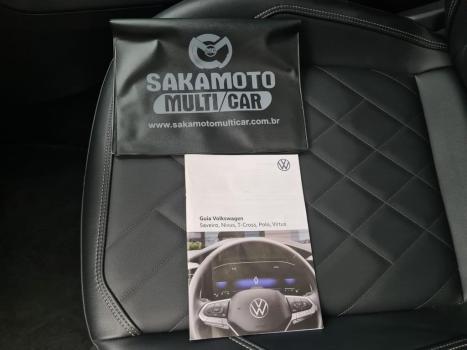 SAKAMOTO
MULTI/CAR
www.sakamotomulticar.com.br
Guia Volkswagen
Saveiro, Nivus, T-Cross, Polo, Virtus